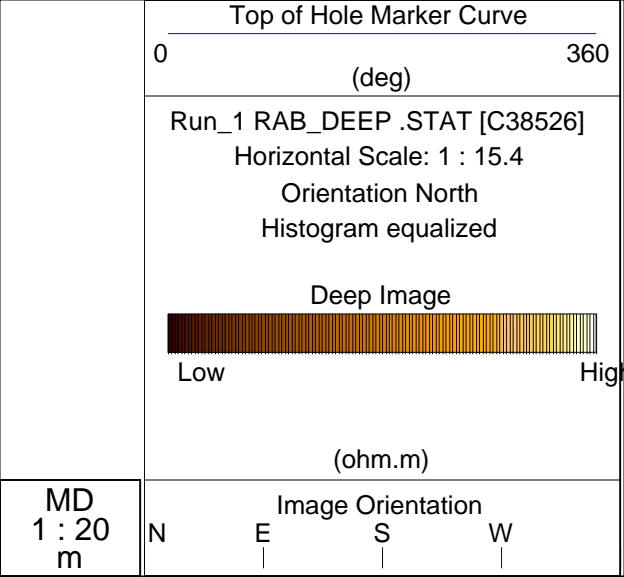 Top of Hole Marker Curve
0 360
(deg)
Run_1 RAB_DEEP .STAT [C38526]
Horizontal Scale: 1 : 15.4
Orientation North
Histogram equalized
Deep Image
Low High
(ohm.m)
MD
1 : 20
m
Image Orientation
N E S W